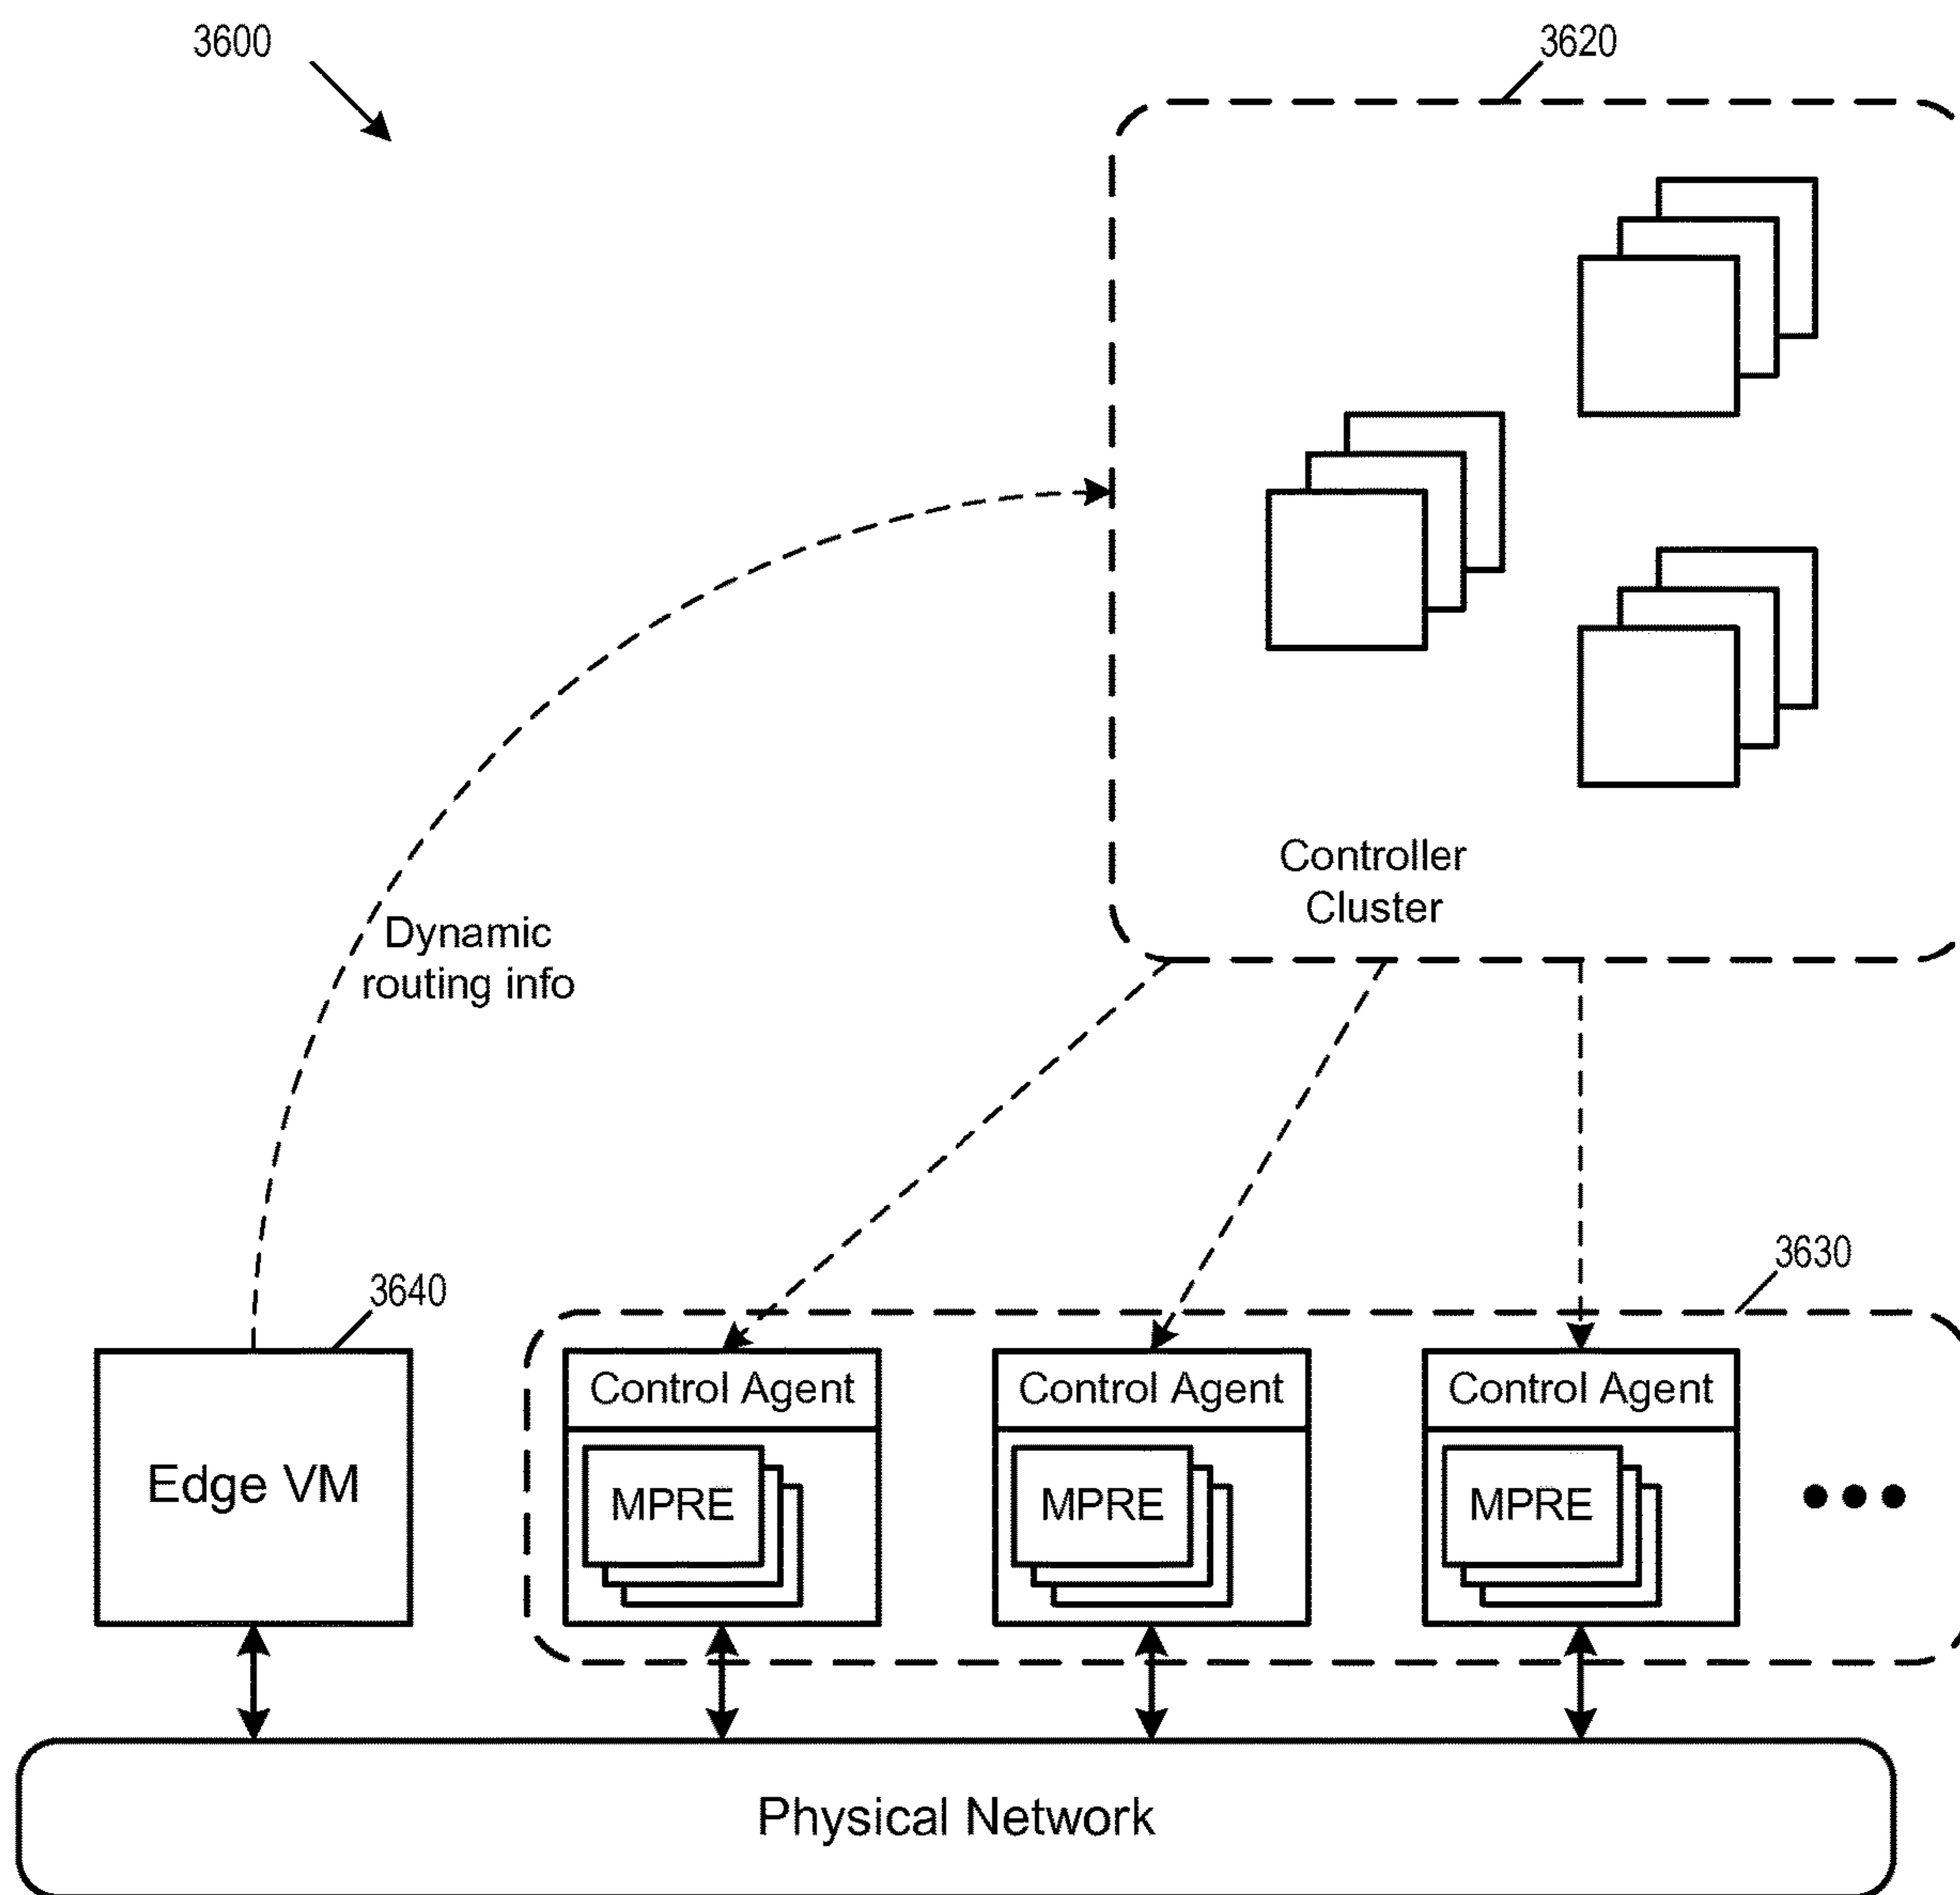 3600
3620
Controller
Cluster
Dynamic
routing info
3640
3630
Edge VM
Control Agent
MPRE
Control Agent
MPRE
Control Agent
MPRE
Physical Network